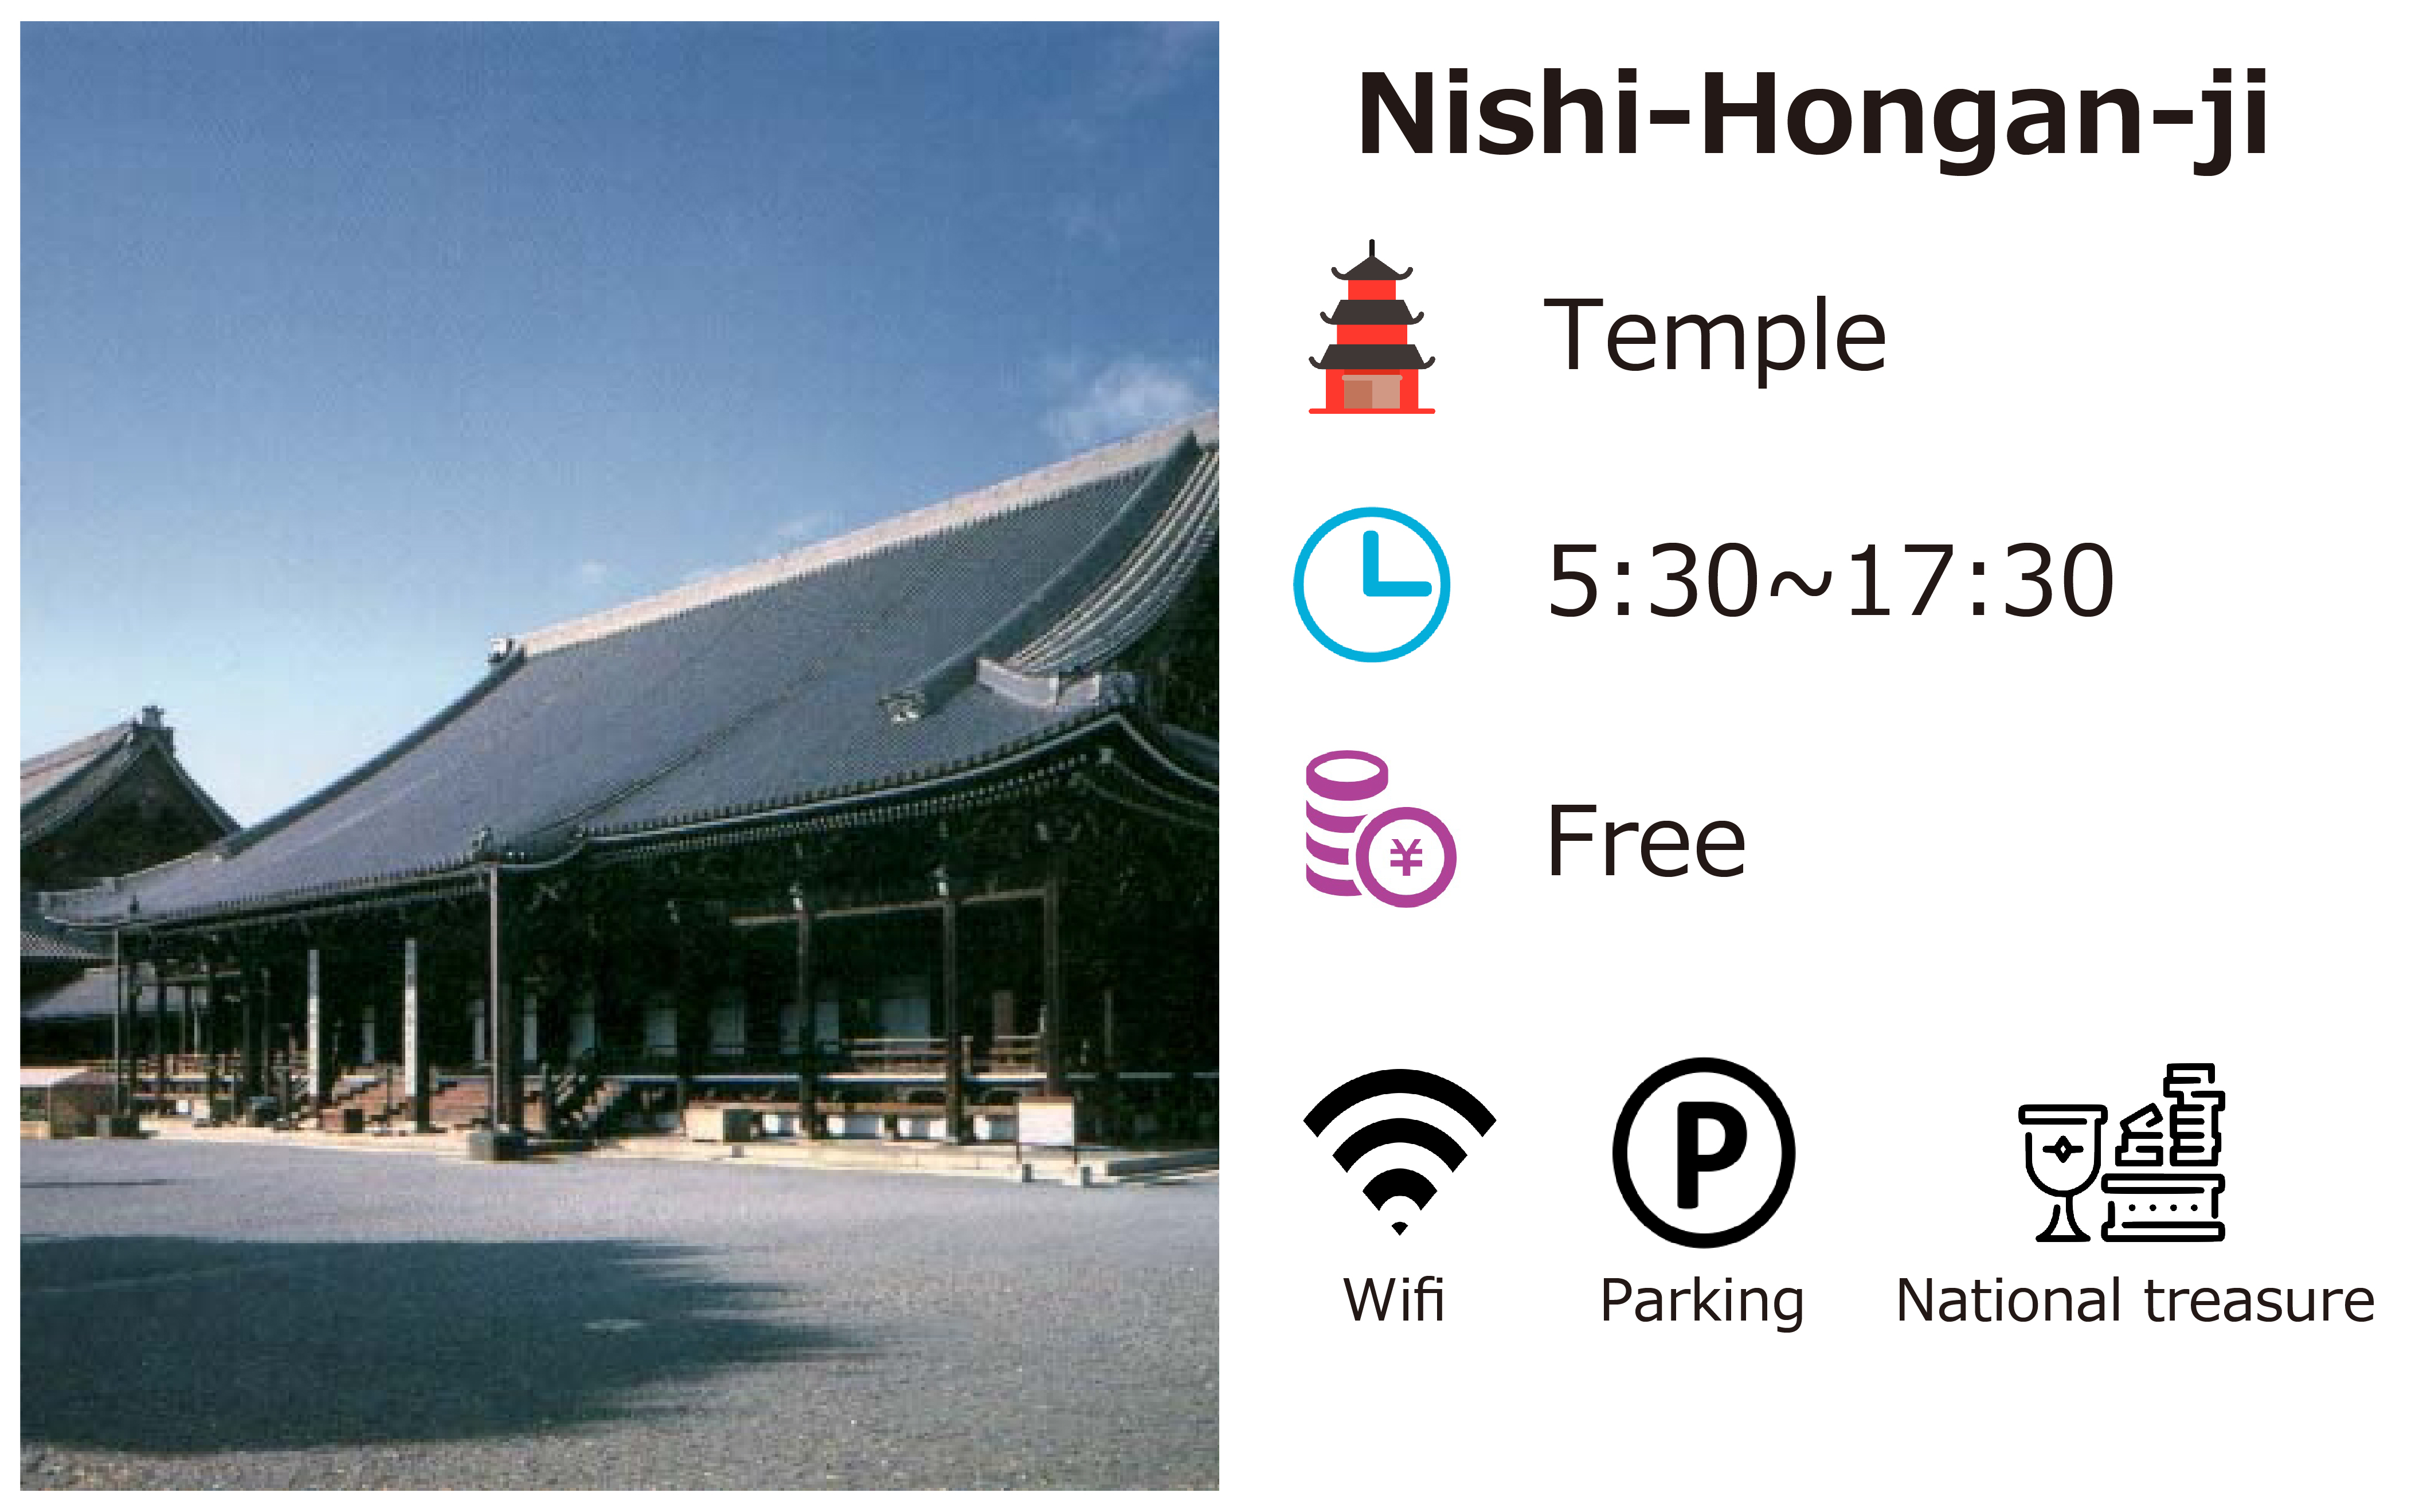 Nishi-Hongan-ji
Temple
5:30~17:30
¥
Free
P
Wifi
Parking
National treasure